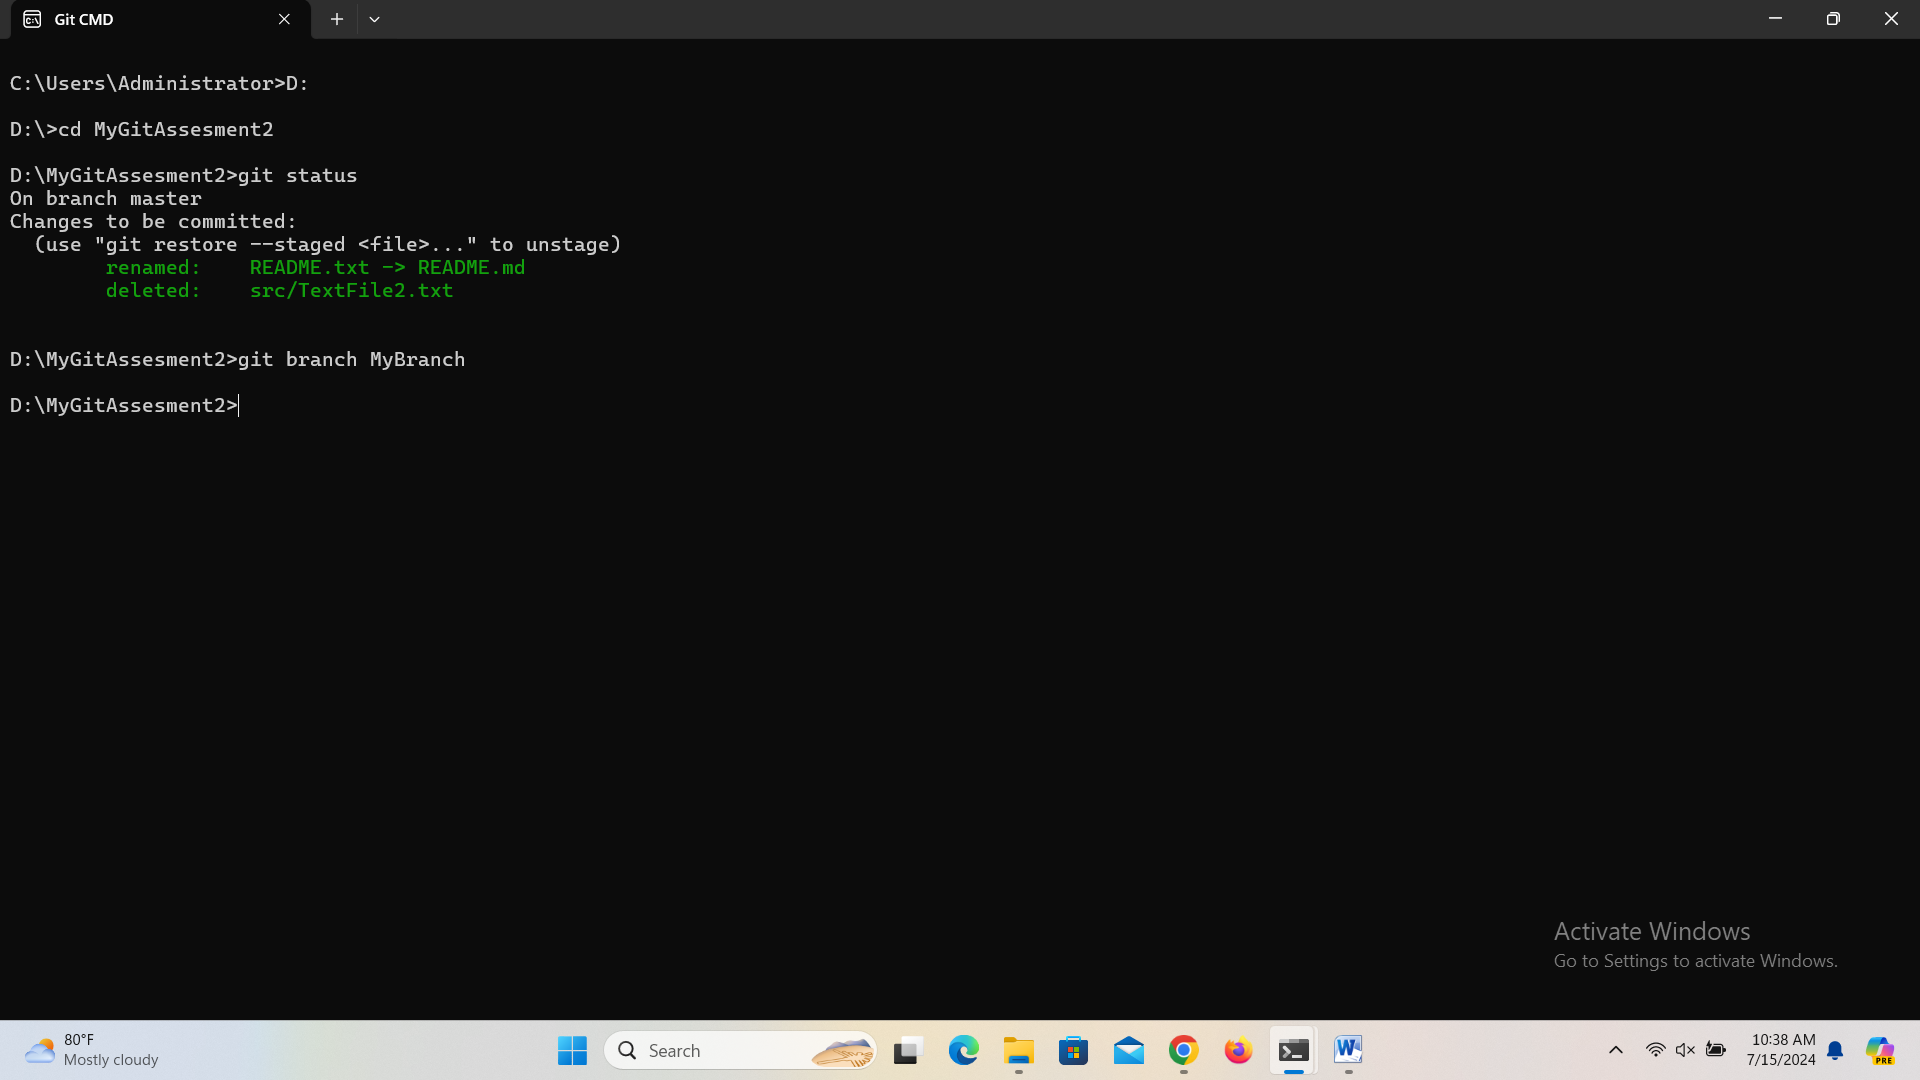 Git CMD
C:\Users\Administrator>D:
D:\>cd MyGitAssesment2
D:\MyGitAssesment2>git status
On branch master
Changes to be committed:
  (use "git restore --staged <file>..." to unstage)
        renamed:    README.txt -> README.md
        deleted:    src/TextFile2.txt
D:\MyGitAssesment2>git branch MyBranch
D:\MyGitAssesment2>
Activate Windows
Go to Settings to activate Windows.
80°F
Mostly cloudy
Search
10:38 AM
7/15/2024
PRE